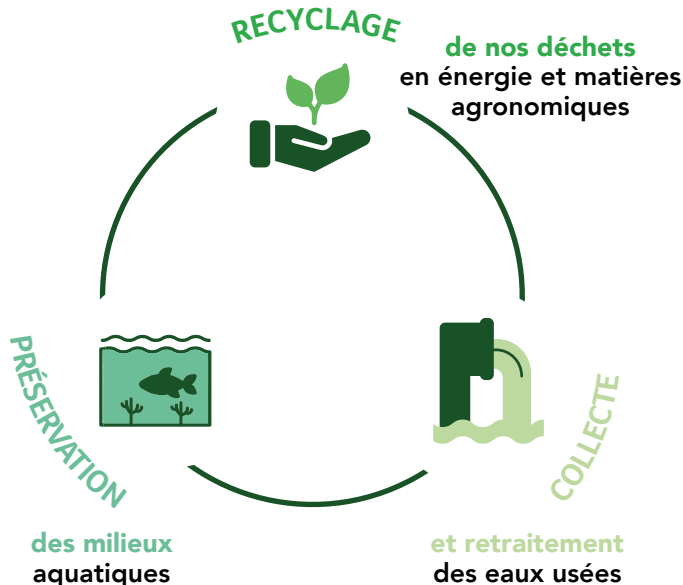 RECYCLAGE
de nos déchets
en énergie et matières
agronomiques
PRÉSERVATION
des milieux
aquatiques
COLLECTE
et retraitement
des eaux usées